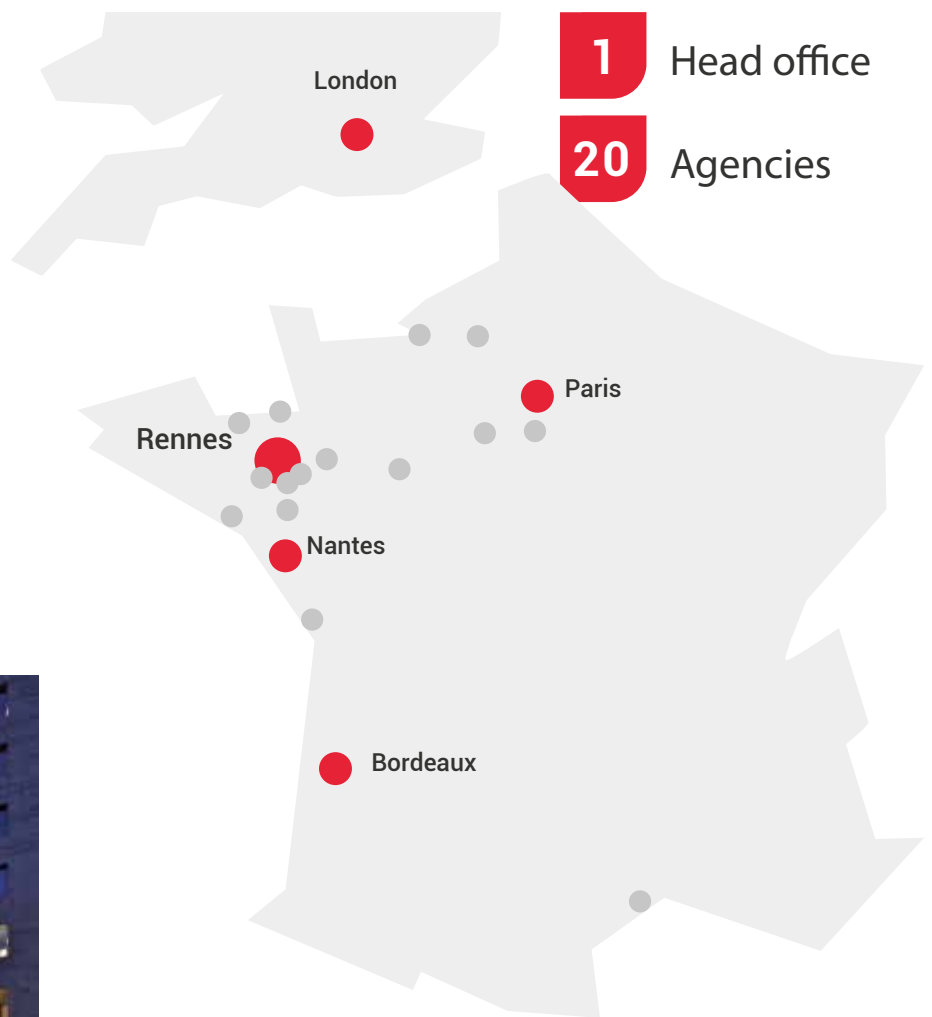 1 Head office
20 Agencies
London
Paris
Rennes
Nantes
Bordeaux